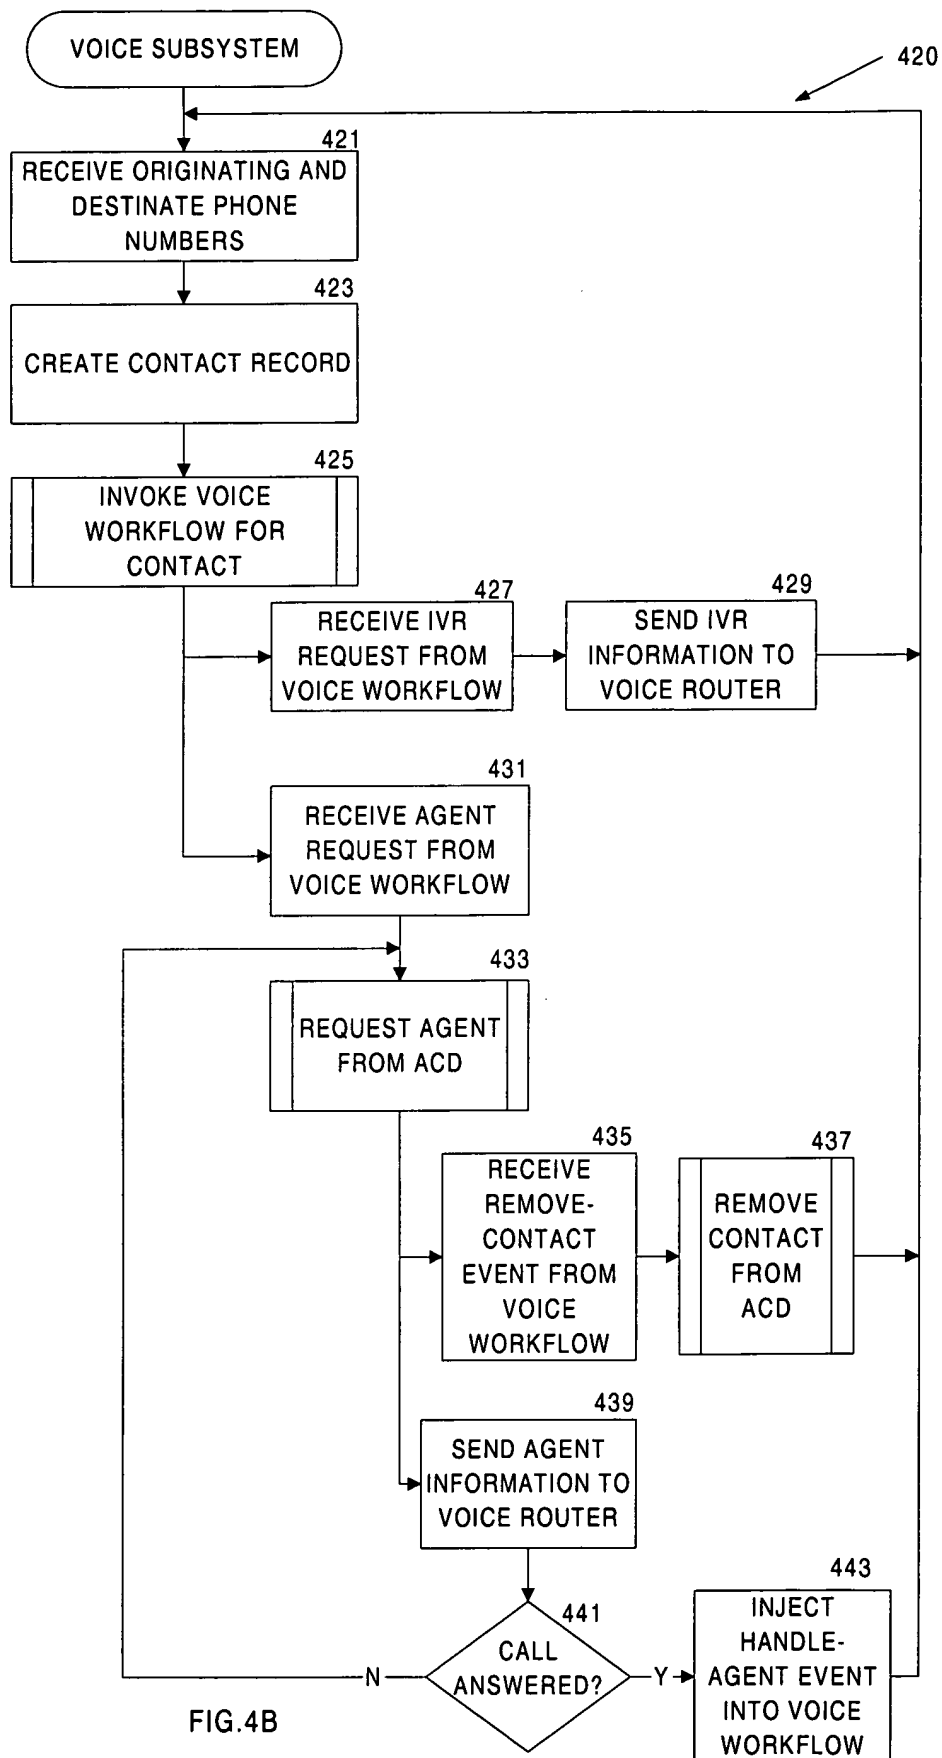 VOICE SUBSYSTEM
420
421
RECEIVE ORIGINATING AND
DESTINATE PHONE
NUMBERS
423
CREATE CONTACT RECORD
425
INVOKE VOICE
WORKFLOW FOR
CONTACT
427
RECEIVE IVR
REQUEST FROM
VOICE WORKFLOW
429
SEND IVR
INFORMATION TO
VOICE ROUTER
431
RECEIVE AGENT
REQUEST FROM
VOICE WORKFLOW
433
REQUEST AGENT
FROM ACD
435
RECEIVE
REMOVE-
CONTACT
EVENT FROM
VOICE
WORKFLOW
437
REMOVE
CONTACT
FROM
ACD
439
SEND AGENT
INFORMATION TO
VOICE ROUTER
441
CALL
ANSWERED?
N
Y
443
INJECT
HANDLE-
AGENT EVENT
INTO VOICE
WORKFLOW
FIG.4B